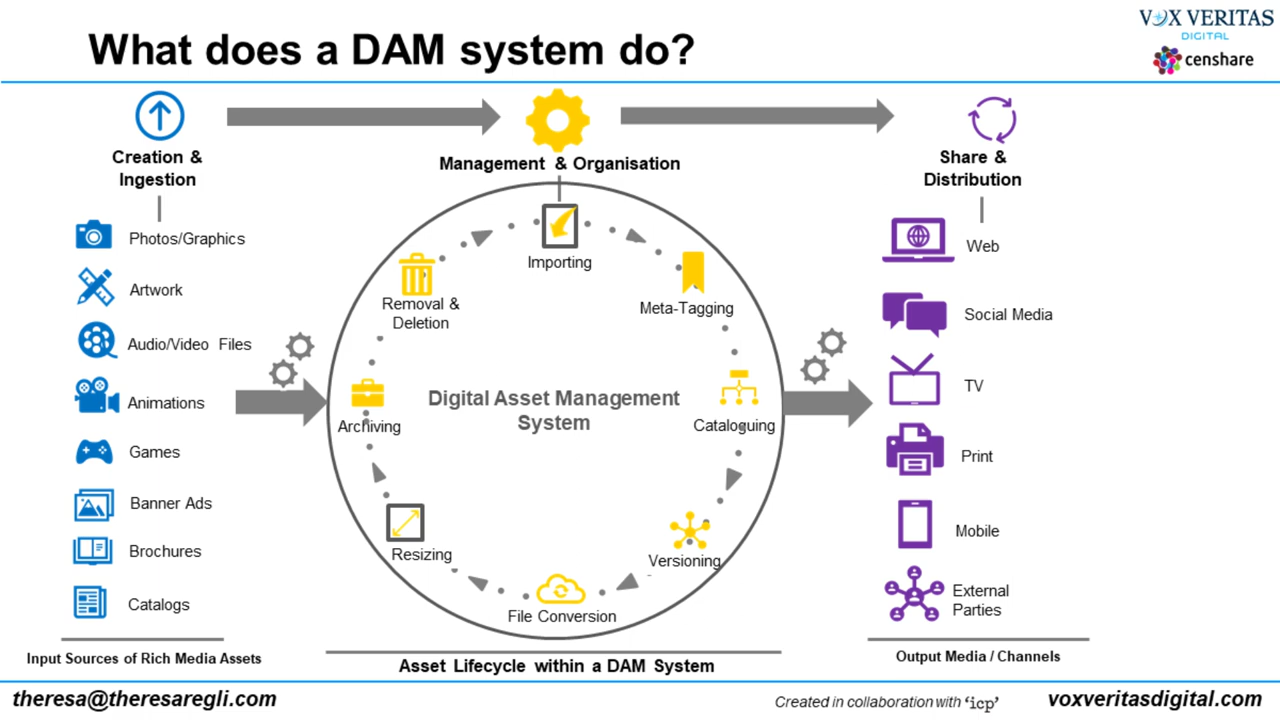 What does a DAM system do?
VOX VERITAS
DIGITAL
censhare
Creation &
Ingestion
Management & Organisation
Share &
Distribution
Photos/Graphics
Artwork
Audio/Video Files
Animations
Games
Banner Ads
Brochures
Catalogs
Input Sources of Rich Media Assets
Importing
Meta-Tagging
Cataloguing
Versioning
File Conversion
Resizing
Archiving
Removal &
Deletion
Digital Asset Management
System
Asset Lifecycle within a DAM System
Web
Social Media
TV
Print
Mobile
External
Parties
Output Media / Channels
theresa@theresaregli.com
Created in collaboration with ‘icp’
voxveritasdigital.com